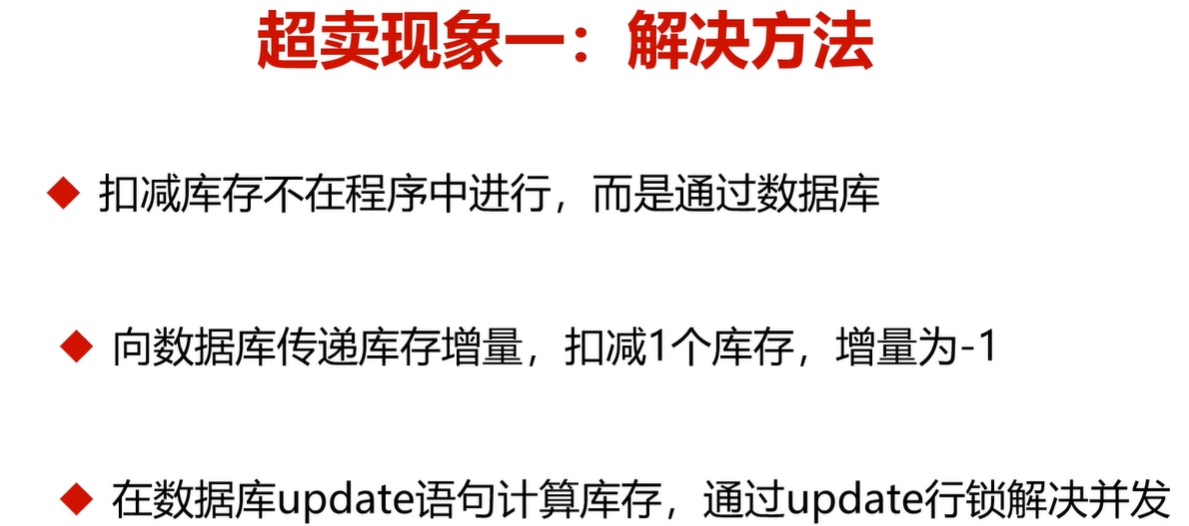 超卖现象一：解决方法
扣减库存不在程序中进行，而是通过数据库
向数据库传递库存增量，扣减1个库存，增量为-1
在数据库update语句计算库存，通过update行锁解决并发